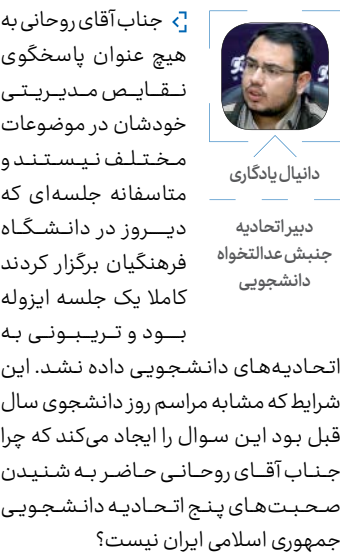 جناب آقای روحانی به
هیچ عنوان پاسخگوی
نقایص مدیریتی
خودشان در موضوعات
مختلف نیستند و
متاسفانه جلسه‌ای که
دیروز در دانشگاه
فرهنگیان برگزار کردند
کاملا یک جلسه ایزوله
بود و تریبونی به
اتحادیه‌های دانشجویی داده نشد. این
شرایط که مشابه مراسم روز دانشجوی سال
قبل بود این سوال را ایجاد می‌کند که چرا
جناب آقای روحانی حاضر به شنیدن
صحبت‌های پنج اتحادیه دانشجویی
جمهوری اسلامی ایران نیست؟
دانیال یادگاری
دبیر اتحادیه
جنبش عدالتخواه
دانشجویی